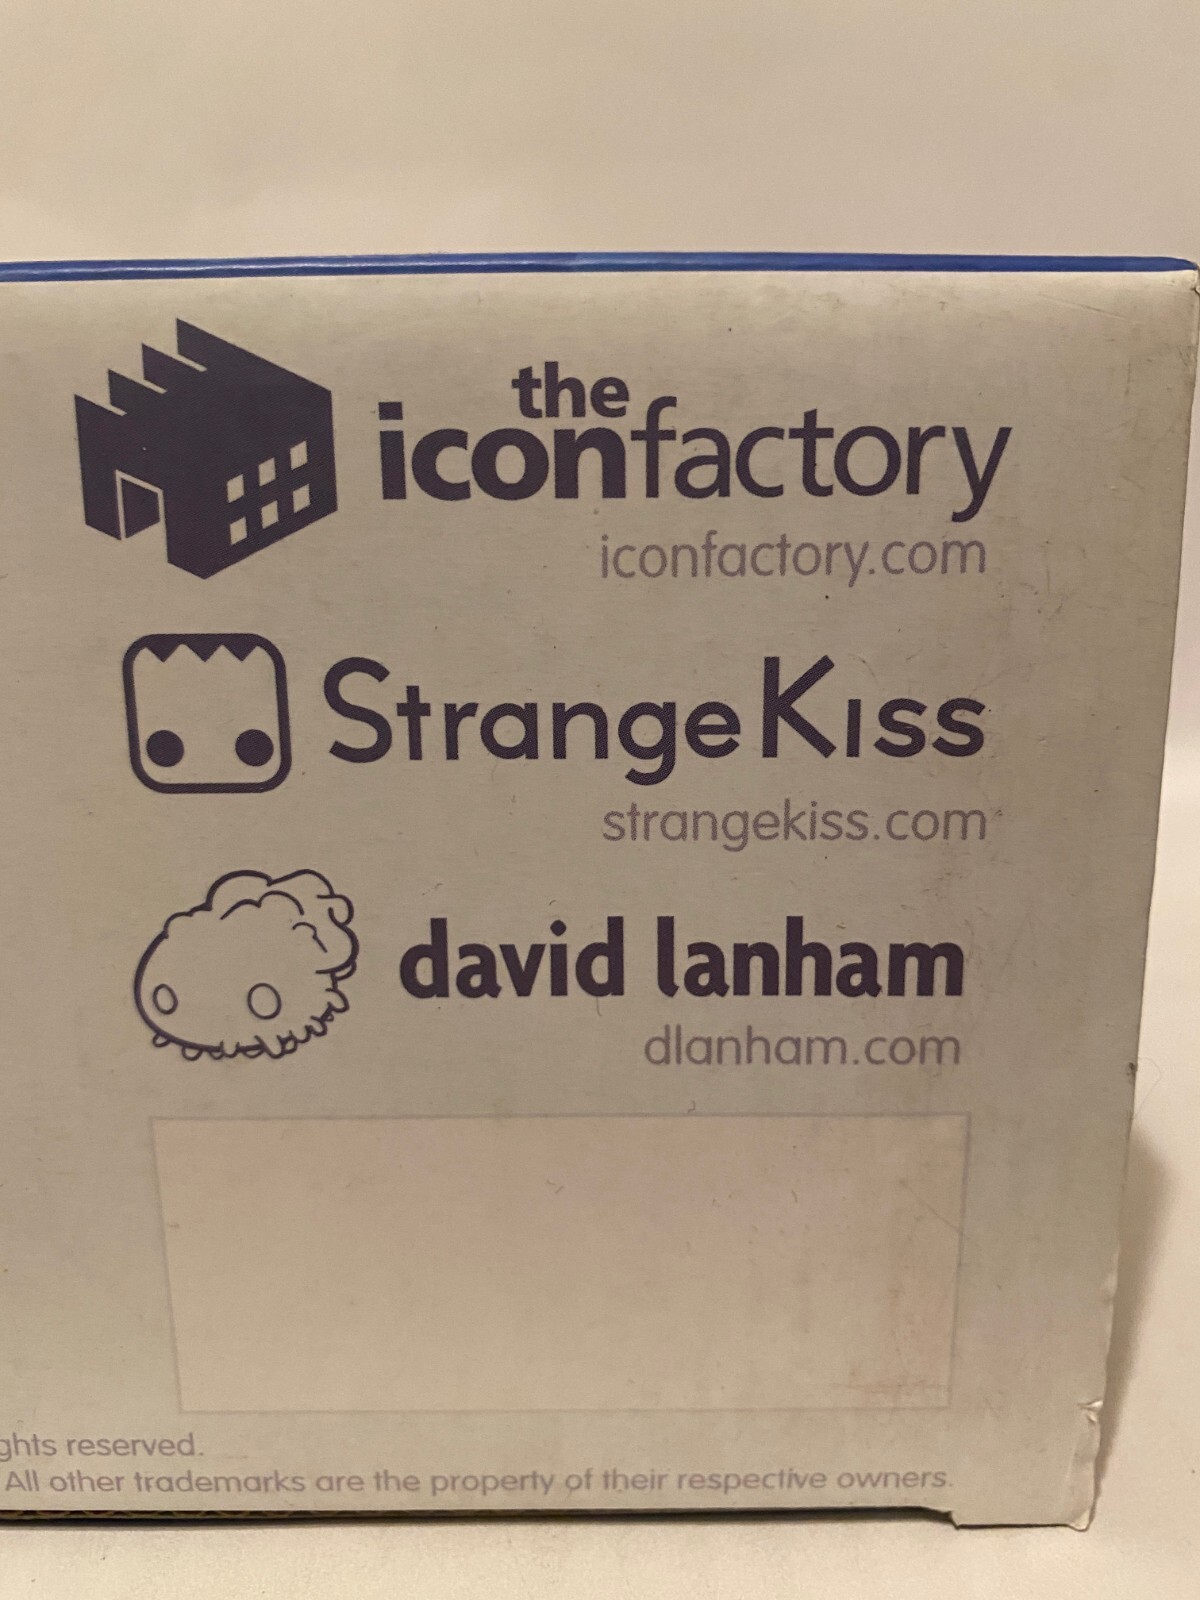 the
iconfactory
iconfactory.com
StrangeKiss
strangekiss.com
david lanham
dlanham.com
ghts reserved.
All other trademarks are the property of their respective owners.